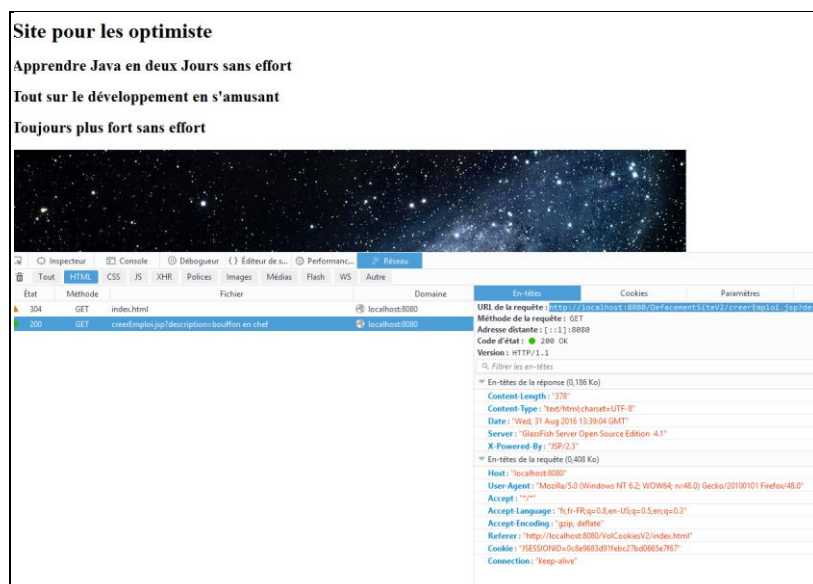 Site pour les optimiste
Apprendre Java en deux Jours sans effort
Tout sur le développement en s'amusant
Toujours plus fort sans effort
Inspecteur Console Débogueur { } Éditeur de s... Performanc... Réseau
Tout HTML CSS JS XHR Polices Images Médias Flash WS Autre
État Méthode Fichier Domaine
304 GET index.html localhost:8080
200 GET creerEmploi.jsp?description=bouffon en chef localhost:8080
En-têtes Cookies Paramètres
URL de la requête : http://localhost:8080/DefacementSiteV2/creerEmploi.jsp?de
Méthode de la requête : GET
Adresse distante : [::1]:8080
Code d'état : 200 OK
Version : HTTP/1.1
Filtrer les en-têtes
En-têtes de la réponse (0,186 Ko)
Content-Length : "378"
Content-Type : "text/html;charset=UTF-8"
Date : "Wed, 31 Aug 2016 13:39:04 GMT"
Server : "GlassFish Server Open Source Edition 4.1"
X-Powered-By : "JSP/2.3"
En-têtes de la requête (0,408 Ko)
Host : "localhost:8080"
User-Agent : "Mozilla/5.0 (Windows NT 6.2; WOW64; rv:48.0) Gecko/20100101 Firefox/48.0"
Accept : "*/*"
Accept-Language : "fr,fr-FR;q=0.8,en-US;q=0.5,en;q=0.3"
Accept-Encoding : "gzip, deflate"
Referer : "http://localhost:8080/VolCookiesV2/index.html"
Cookie : "JSESSIONID=0c8e9683d91febc27bd0665e7f67"
Connection : "keep-alive"